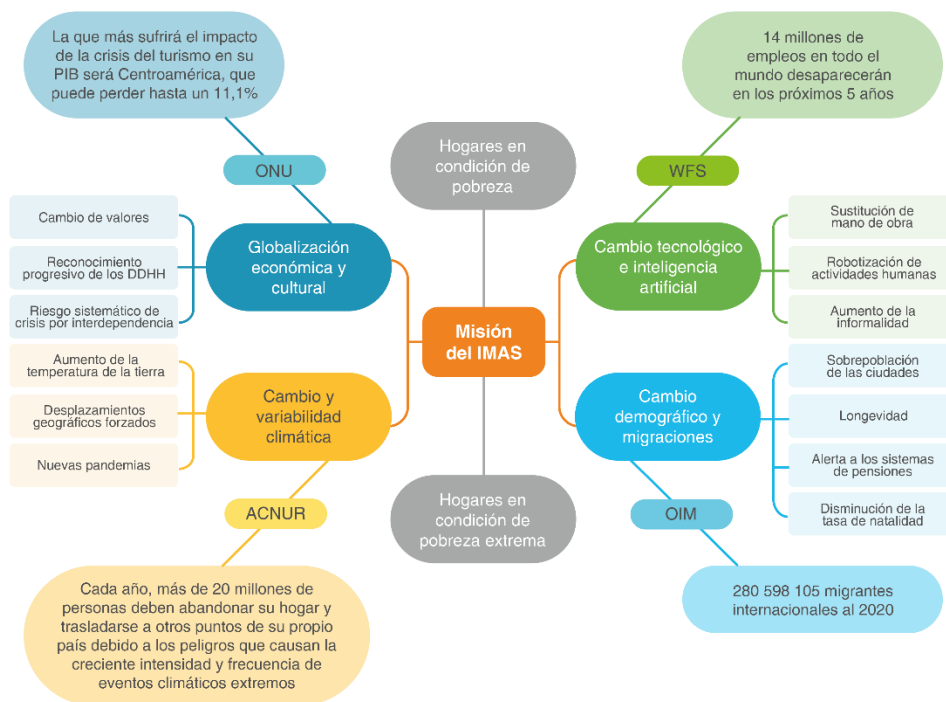 La que más sufrirá el impacto
de la crisis del turismo en su
PIB será Centroamérica, que
puede perder hasta un 11,1%
ONU
Cambio de valores
Reconocimiento
progresivo de los DDHH
Riesgo sistemático de
crisis por interdependencia
Globalización
económica y
cultural
Hogares en
condición de
pobreza
14 millones de
empleos en todo el
mundo desaparecerán
en los próximos 5 años
WFS
Cambio tecnológico
e inteligencia
artificial
Sustitución de
mano de obra
Robotización de
actividades humanas
Aumento de la
informalidad
Misión
del IMAS
Aumento de la
temperatura de la tierra
Desplazamientos
geográficos forzados
Nuevas pandemias
Cambio y
variabilidad
climática
ACNUR
Cada año, más de 20 millones de
personas deben abandonar su hogar y
trasladarse a otros puntos de su propio
país debido a los peligros que causan la
creciente intensidad y frecuencia de
eventos climáticos extremos
Hogares en
condición de
pobreza extrema
Cambio
demográfico y
migraciones
Sobrepoblación
de las ciudades
Longevidad
Alerta a los sistemas
de pensiones
Disminución de la
tasa de natalidad
OIM
280 598 105 migrantes
internacionales al 2020